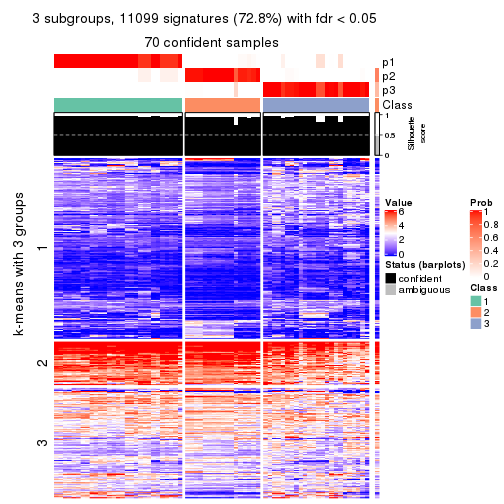 3 subgroups, 11099 signatures (72.8%) with fdr < 0.05
70 confident samples
p1
p2
p3
Class
1
0.5
0
Silhouette
score
k-means with 3 groups
1
2
3
Value
6
4
2
0
Status (barplots)
confident
ambiguous
Prob
1
0.8
0.6
0.4
0.2
0
Class
1
2
3